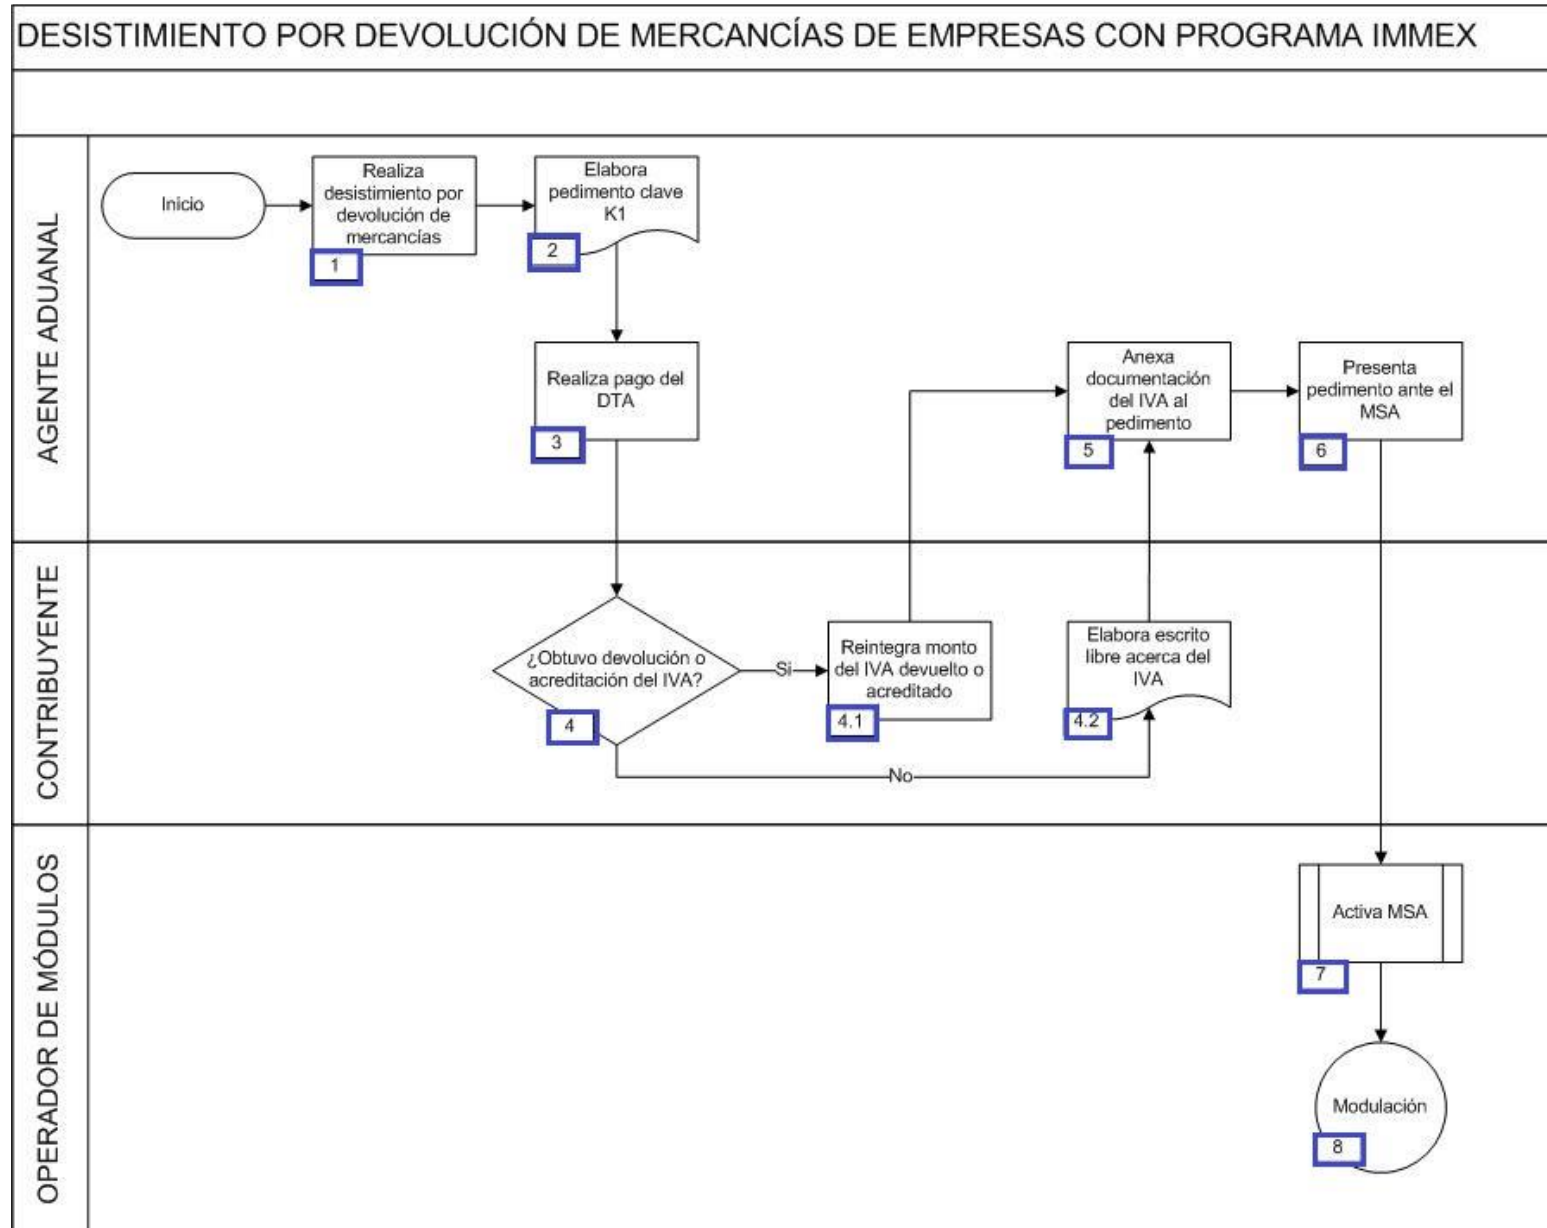 DESISTIMIENTO POR DEVOLUCIÓN DE MERCANCÍAS DE EMPRESAS CON PROGRAMA IMMEX
AGENTE ADUANAL
Inicio
Realiza
desistimiento por
devolución de
mercancías
1
Elabora
pedimento clave
K1
2
Realiza pago del
DTA
3
Anexa
documentación
del IVA al
pedimento
5
Presenta
pedimento ante el
MSA
6
CONTRIBUYENTE
¿Obtuvo devolución o
acreditación del IVA?
4
Si
Reintegra monto
del IVA devuelto o
acreditado
4.1
Elabora escrito
libre acerca del
IVA
4.2
No
OPERADOR DE MÓDULOS
Activa MSA
7
Modulación
8